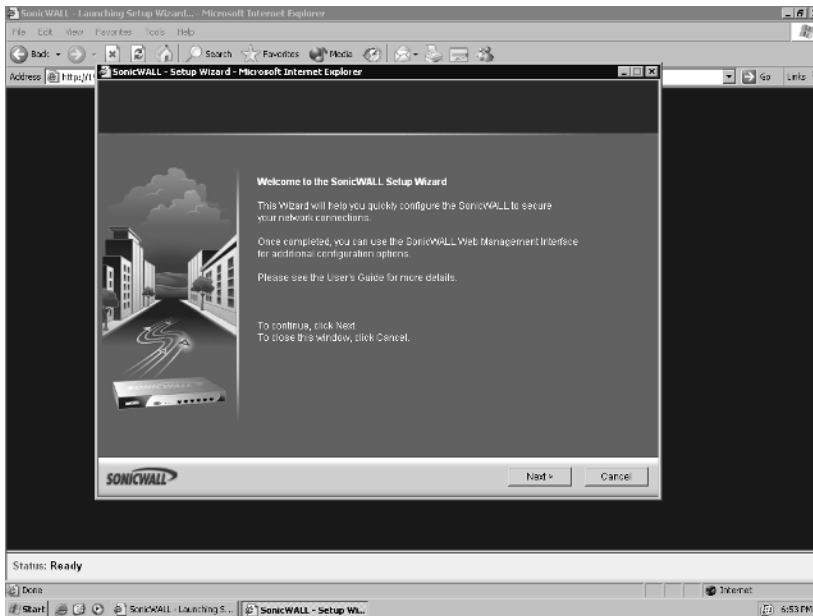 SonicWALL - Launching Setup Wizard... - Microsoft Internet Explorer
File Edit View Favorites Tools Help
Back Search Favorites Media
Address http://1
Go Links
SonicWALL - Setup Wizard - Microsoft Internet Explorer
Welcome to the SonicWALL Setup Wizard
This Wizard will help you quickly configure the SonicWALL to secure
your network connections.
Once completed, you can use the SonicWALL Web Management Interface
for additional configuration options.
Please see the User's Guide for more details.
To continue, click Next.
To close this window, click Cancel.
SONICWALL
SONICWALL
Next >
Cancel
Status: Ready
Done
Internet
Start
SonicWALL - Launching S...
SonicWALL - Setup Wi...
6:53 PM